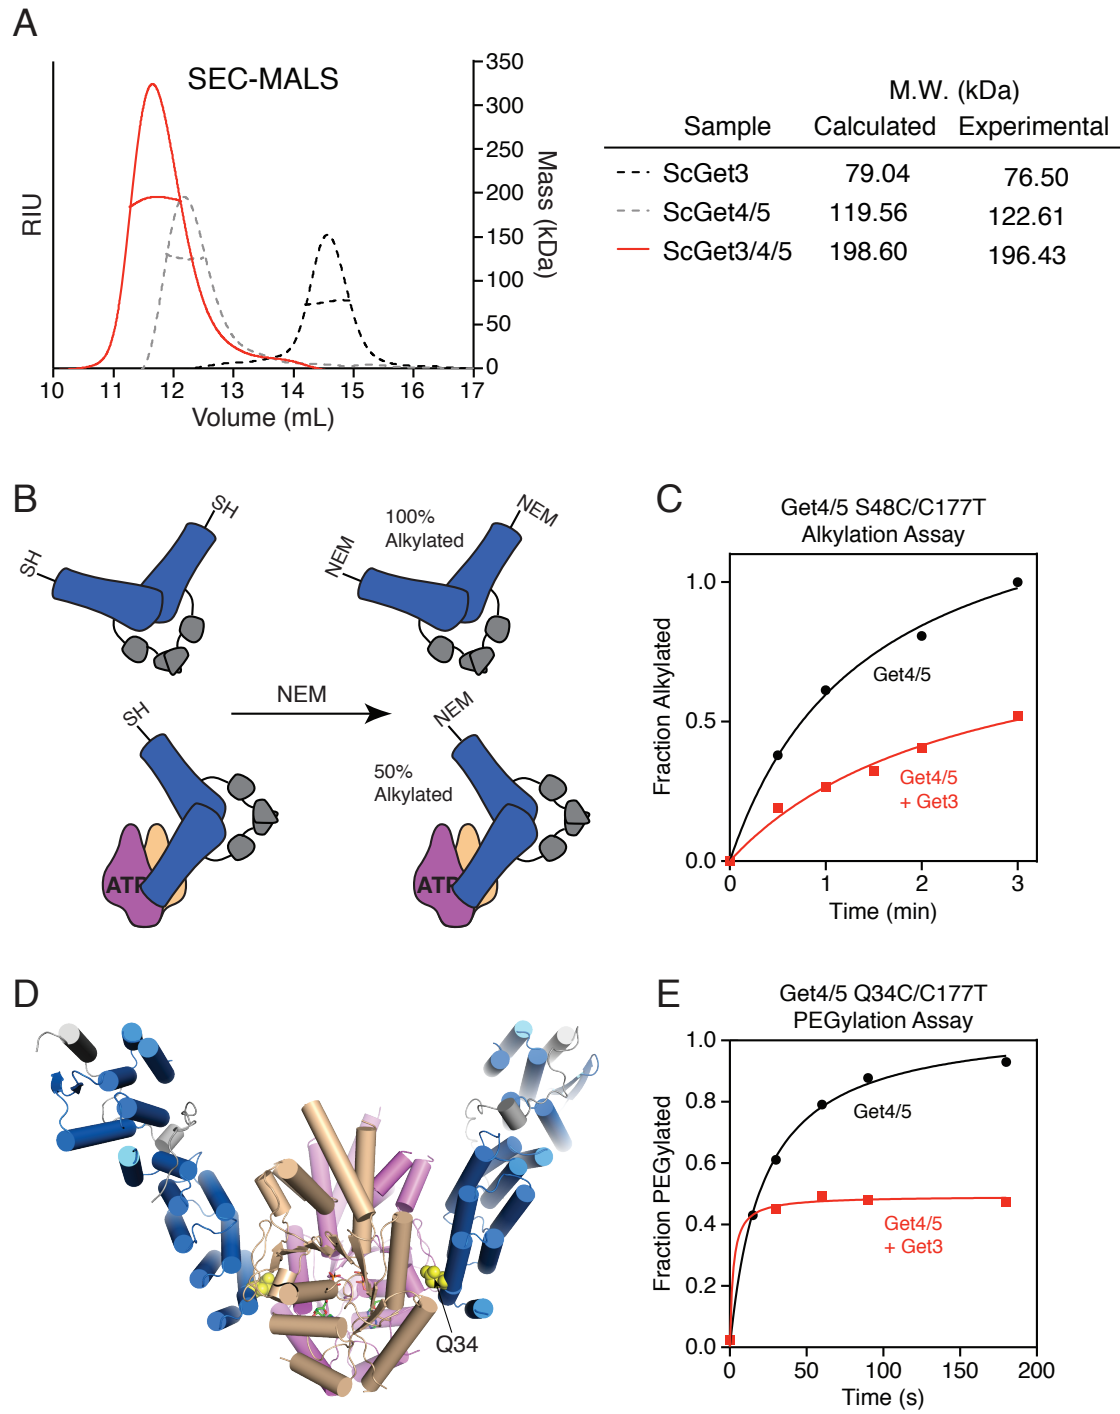 A
SEC-MALS
RIU
350
300
250
200
150
100
50
0
Mass (kDa)
10 11 12 13 14 15 16 17
Volume (mL)
M.W. (kDa)
Sample Calculated Experimental
ScGet3 79.04 76.50
ScGet4/5 119.56 122.61
ScGet3/4/5 198.60 196.43
B
SH
SH
NEM
NEM
100%
Alkylated
NEM
SH
NEM
50%
Alkylated
ATP
ATP
C
Get4/5 S48C/C177T
Alkylation Assay
Fraction Alkylated
1.0
0.5
0.0
Get4/5
Get4/5
+ Get3
0 1 2 3
Time (min)
D
Q34
E
Get4/5 Q34C/C177T
PEGylation Assay
Fraction PEGylated
1.0
0.8
0.6
0.4
0.2
0.0
Get4/5
Get4/5
+ Get3
0 50 100 150 200
Time (s)